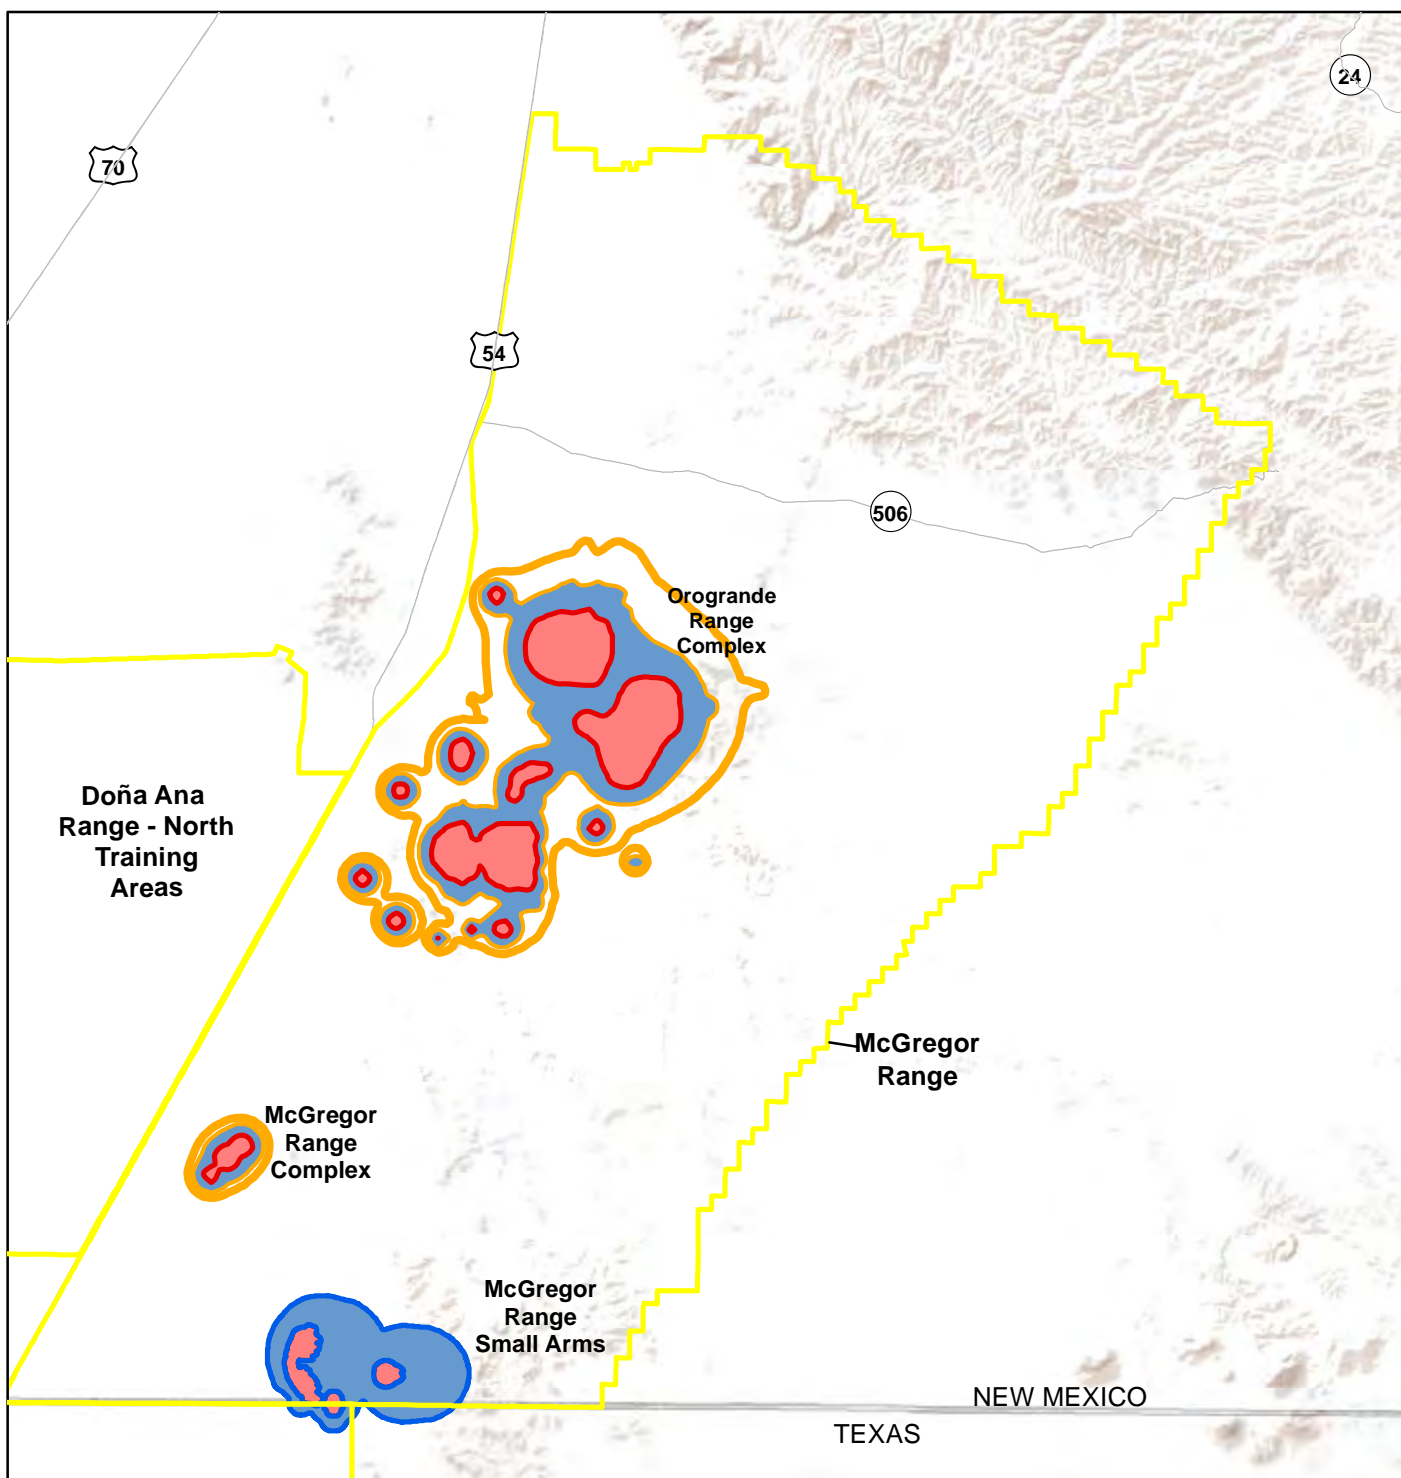 24
70
54
506
Orogrande
Range
Complex
Doña Ana
Range - North
Training
Areas
McGregor
Range
McGregor
Range
Complex
McGregor
Range
Small Arms
NEW MEXICO
TEXAS